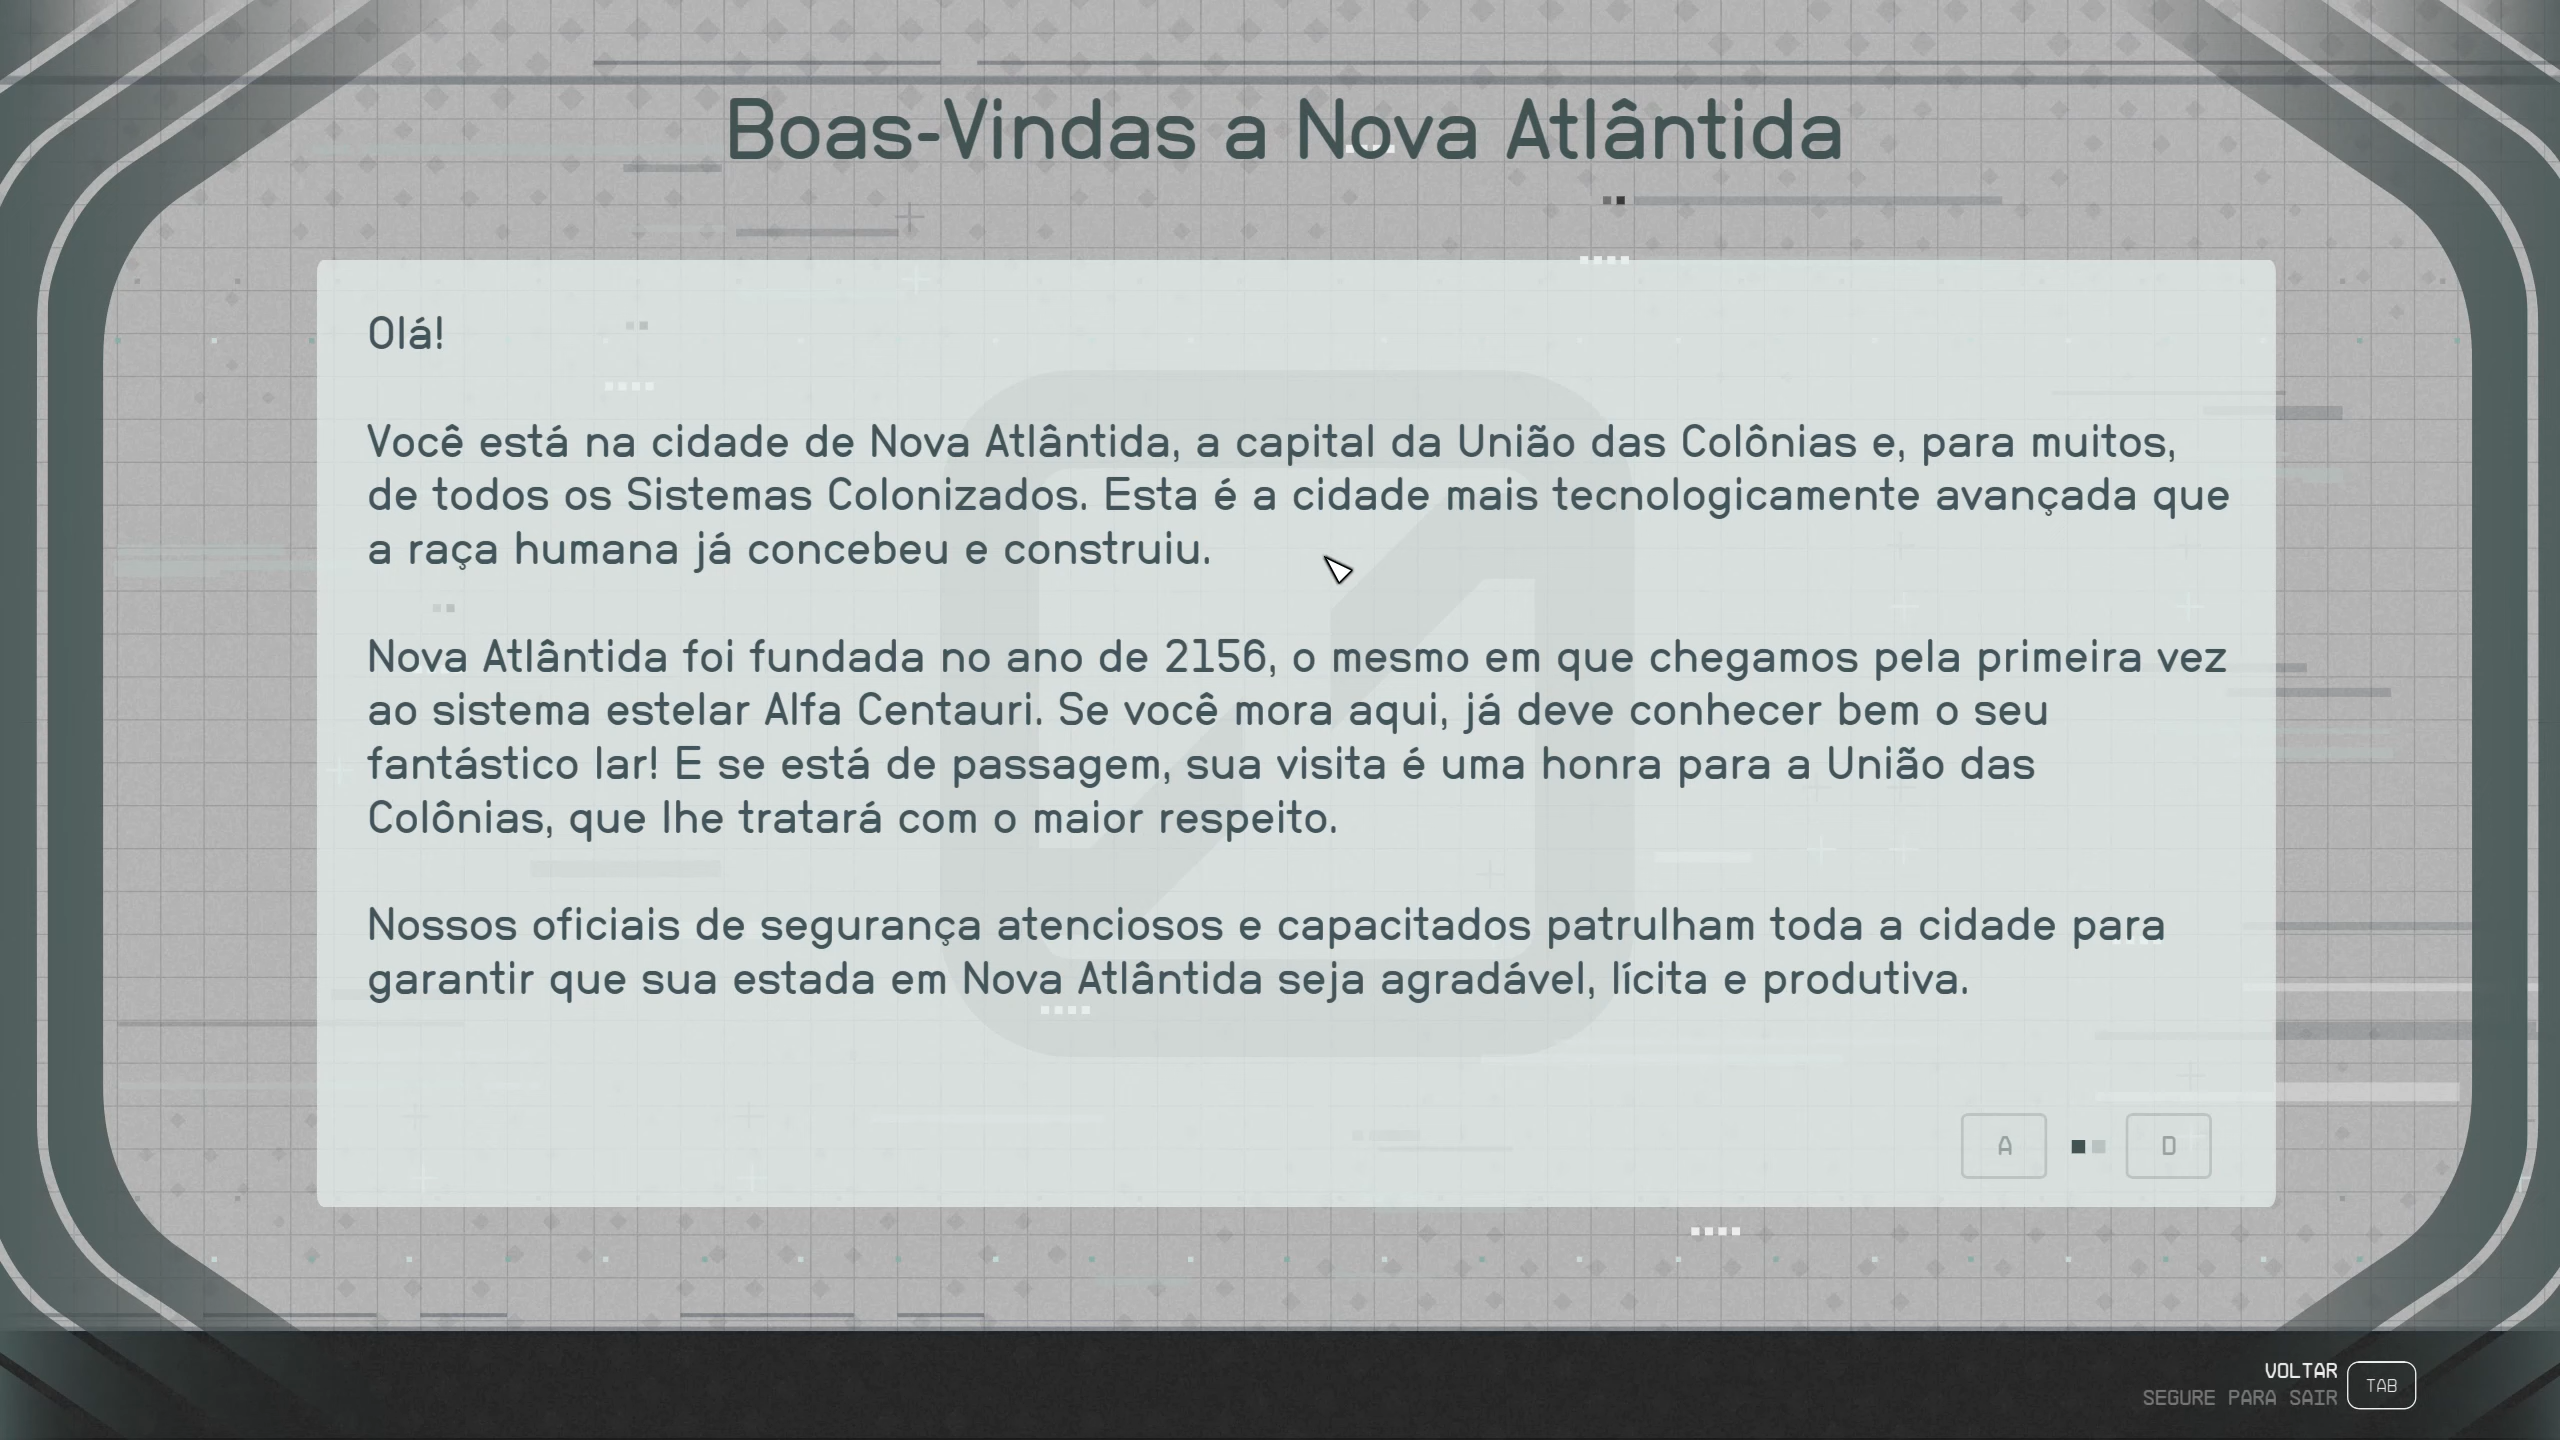 Boas-Vindas a Nova Atlântida
Olá!
Você está na cidade de Nova Atlântida, a capital da União das Colônias e, para muitos,
de todos os Sistemas Colonizados. Esta é a cidade mais tecnologicamente avançada que
a raça humana já concebeu e construiu.
Nova Atlântida foi fundada no ano de 2156, o mesmo em que chegamos pela primeira vez
ao sistema estelar Alfa Centauri. Se você mora aqui, já deve conhecer bem o seu
fantástico lar! E se está de passagem, sua visita é uma honra para a União das
Colônias, que lhe tratará com o maior respeito.
Nossos oficiais de segurança atenciosos e capacitados patrulham toda a cidade para
garantir que sua estada em Nova Atlântida seja agradável, lícita e produtiva.
A D
VOLTAR
SEGURE PARA SAIR
TAB